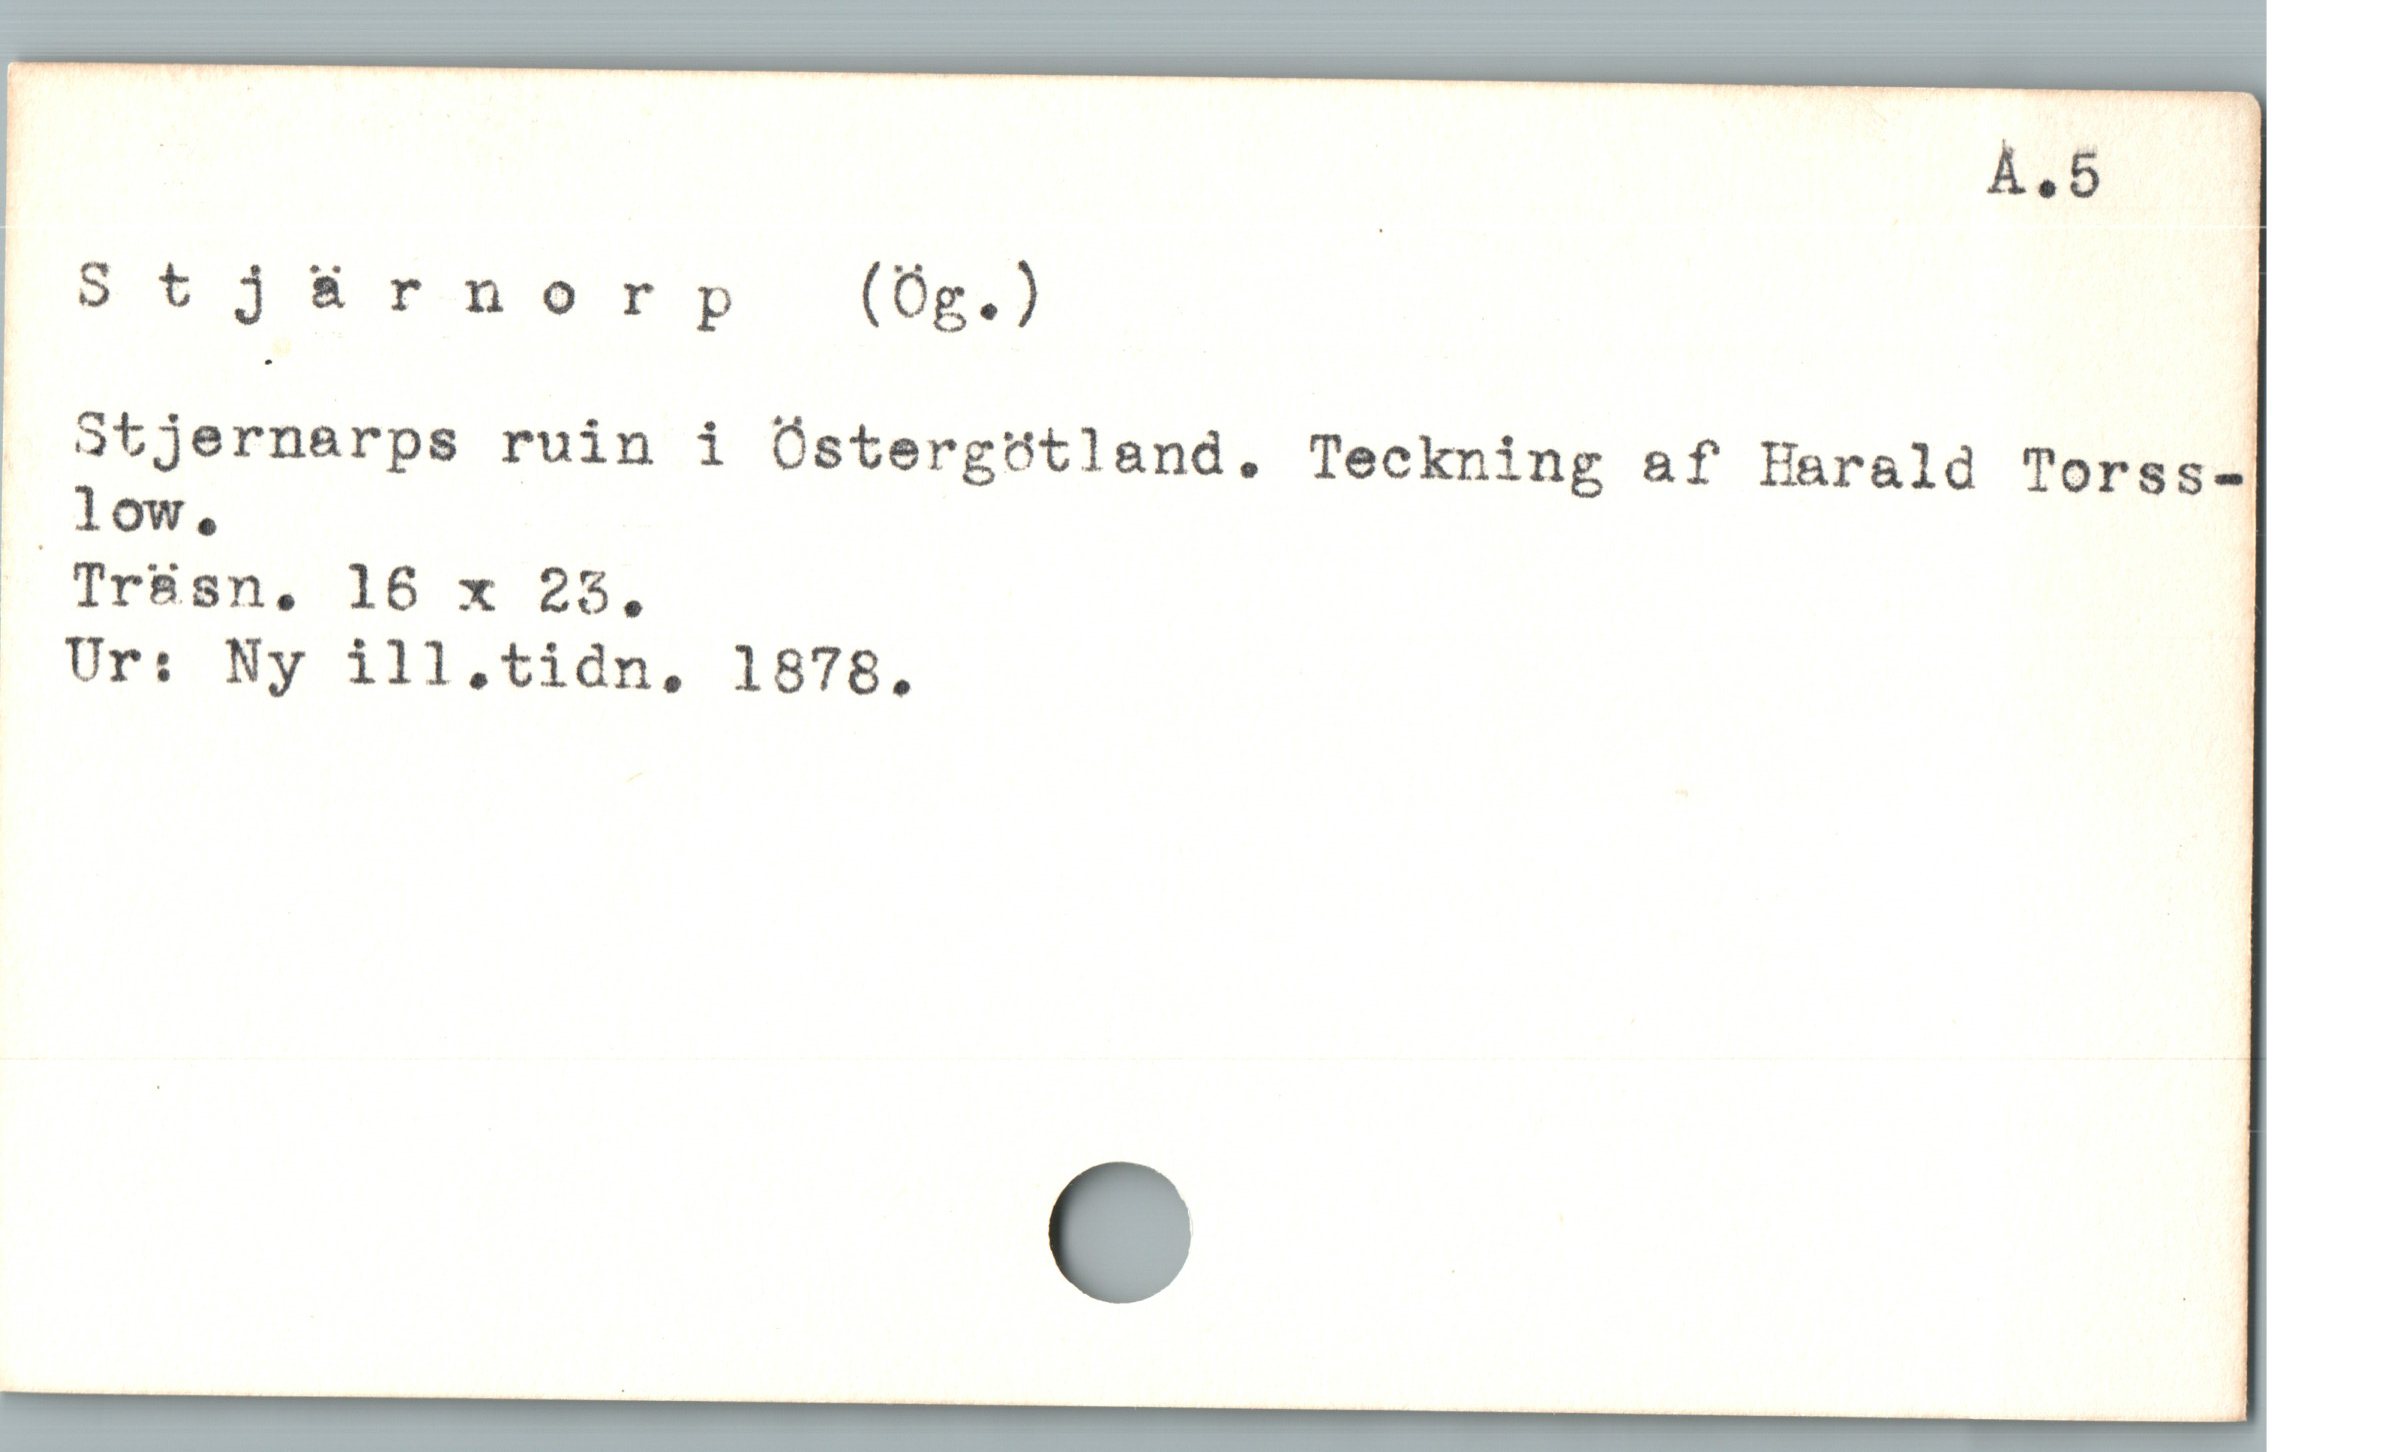 A.5
S t j ä r n o r p (Ög.)
Stjernarps ruin i Östergötland. Teckning af Harald Torss-
low.
Träsn. 16 x 23.
Ur: Ny ill.tidn. 1878.